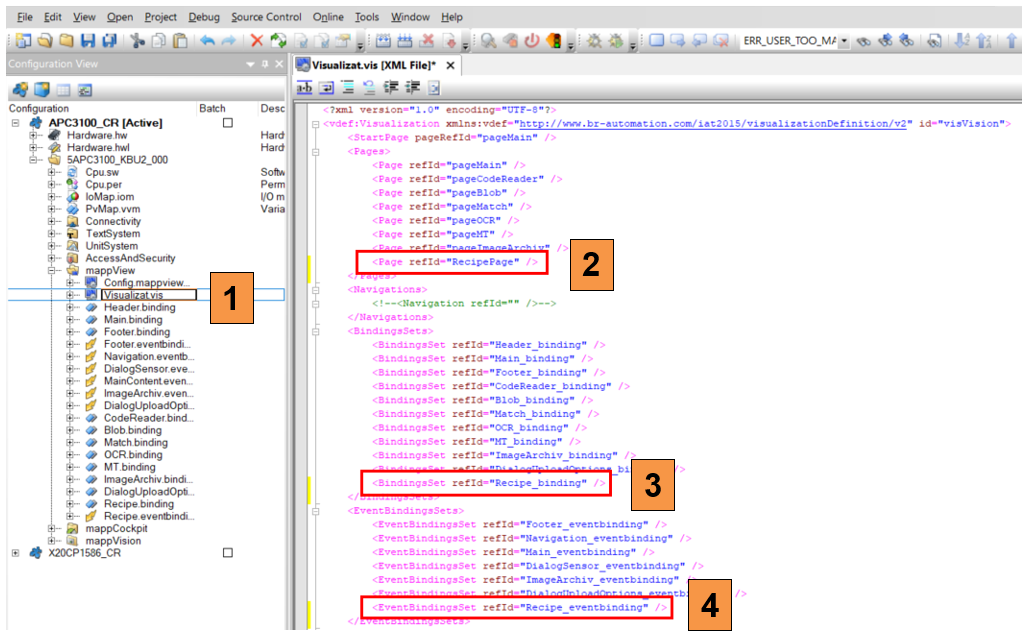 File Edit View Open Project Debug Source Control Online Tools Window Help
ERR_USER_TOO_MA
Configuration View
Visualizat.vis [XML File]*
Configuration Batch Desc
APC3100_CR [Active]
Hardware.hw Hard
Hardware.hwl Hard
5APC3100_KBU2_000
Cpu.sw Softw
Cpu.per Perm
IoMap.iom I/O m
PvMap.vvm Varia
Connectivity
TextSystem
UnitSystem
AccessAndSecurity
mappView
Config.mappview...
Visualizat.vis
Header.binding
Main.binding
Footer.binding
Footer.eventbindi...
Navigation.eventb...
DialogSensor.eve...
MainContent.even...
ImageArchiv.even...
DialogUploadOpti...
CodeReader.bind...
Blob.binding
Match.binding
OCR.binding
MT.binding
ImageArchiv.bindi...
DialogUploadOpti...
Recipe.binding
Recipe.eventbindi...
mappCockpit
mappVision
X20CP1586_CR
1
<?xml version="1.0" encoding="UTF-8"?>
<vdef:Visualization xmlns:vdef="http://www.br-automation.com/iat2015/visualizationDefinition/v2" id="visVision">
<StartPage pageRefId="pageMain" />
<Pages>
<Page refId="pageMain" />
<Page refId="pageCodeReader" />
<Page refId="pageBlob" />
<Page refId="pageMatch" />
<Page refId="pageOCR" />
<Page refId="pageMT" />
<Page refId="pageImageArchiv" />
<Page refId="RecipePage" />
2
</Pages>
<Navigations>
<!--<Navigation refId="" />-->
</Navigations>
<BindingsSets>
<BindingsSet refId="Header_binding" />
<BindingsSet refId="Main_binding" />
<BindingsSet refId="Footer_binding" />
<BindingsSet refId="CodeReader_binding" />
<BindingsSet refId="Blob_binding" />
<BindingsSet refId="Match_binding" />
<BindingsSet refId="OCR_binding" />
<BindingsSet refId="MT_binding" />
<BindingsSet refId="ImageArchiv_binding" />
<BindingsSet refId="DialogUploadOptions_bi />
<BindingsSet refId="Recipe_binding" />
3
</BindingsSets>
<EventBindingsSets>
<EventBindingsSet refId="Footer_eventbinding" />
<EventBindingsSet refId="Navigation_eventbinding" />
<EventBindingsSet refId="Main_eventbinding" />
<EventBindingsSet refId="DialogSensor_eventbinding" />
<EventBindingsSet refId="ImageArchiv_eventbinding" />
<EventBindingsSet refId="DialogUploadOptions_eventb />
<EventBindingsSet refId="Recipe_eventbinding" />
4
</EventBindingsSets>